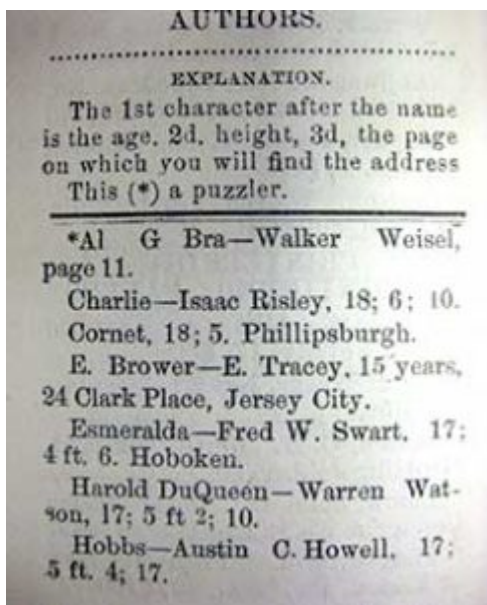 AUTHORS.
EXPLANATION.
The 1st character after the name
is the age. 2d. height, 3d, the page
on which you will find the address
This (*) a puzzler.
*Al G Bra—Walker Weisel,
page 11.
Charlie—Isaac Risley, 18; 6; 10.
Cornet, 18; 5. Phillipsburgh.
E. Brower—E. Tracey, 15 years,
24 Clark Place, Jersey City.
Esmeralda—Fred W. Swart. 17;
4 ft. 6. Hoboken.
Harold DuQueen—Warren Wat-
son, 17; 5 ft 2; 10.
Hobbs—Austin C. Howell. 17;
5 ft. 4; 17.